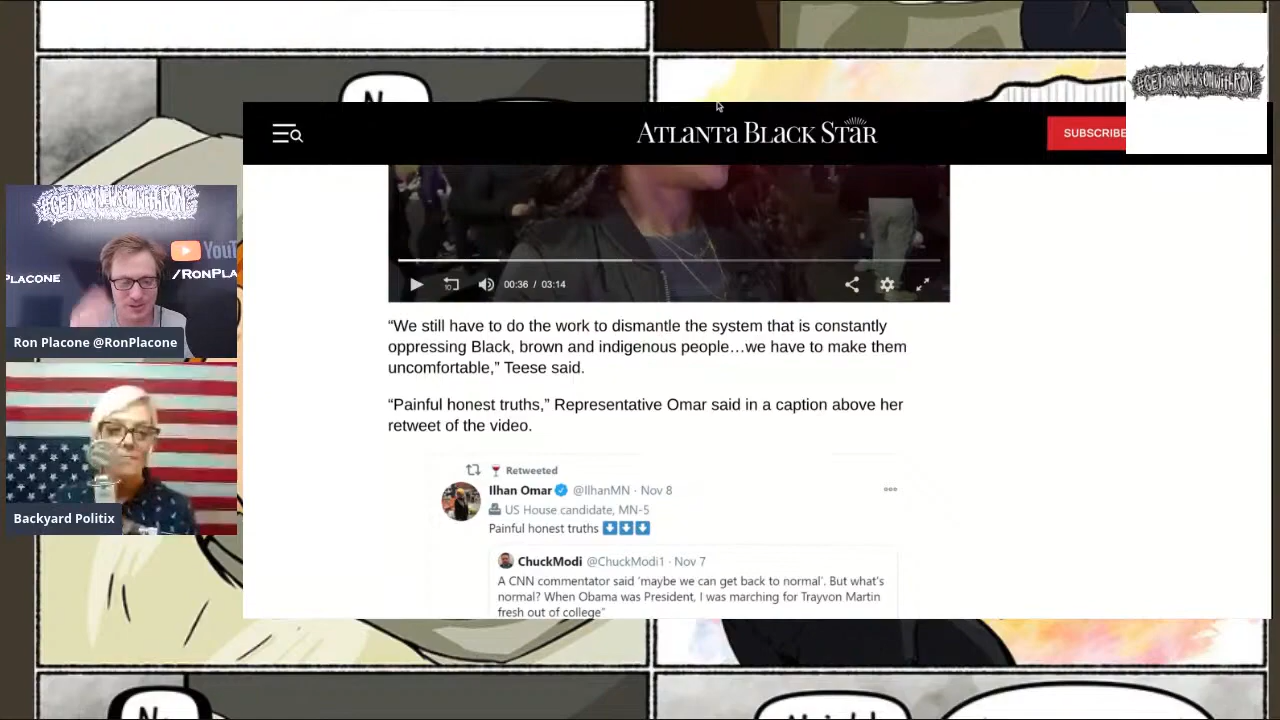 N
#GETYOURNEWSONWITHRON
ATLANTA BLACK STAR
SUBSCRIBE
#GETYOURNEWSONWITHRON
YouT
PLACONE
/RONPLA
Ron Placone @RonPlacone
Backyard Politix
10
00:36 / 03:14
“We still have to do the work to dismantle the system that is constantly
oppressing Black, brown and indigenous people…we have to make them
uncomfortable,” Teese said.
“Painful honest truths,” Representative Omar said in a caption above her
retweet of the video.
Retweeted
Ilhan Omar @IlhanMN · Nov 8
US House candidate, MN-5
Painful honest truths
ChuckModi @ChuckModi1 · Nov 7
A CNN commentator said 'maybe we can get back to normal'. But what's
normal? When Obama was President, I was marching for Trayvon Martin
fresh out of college"